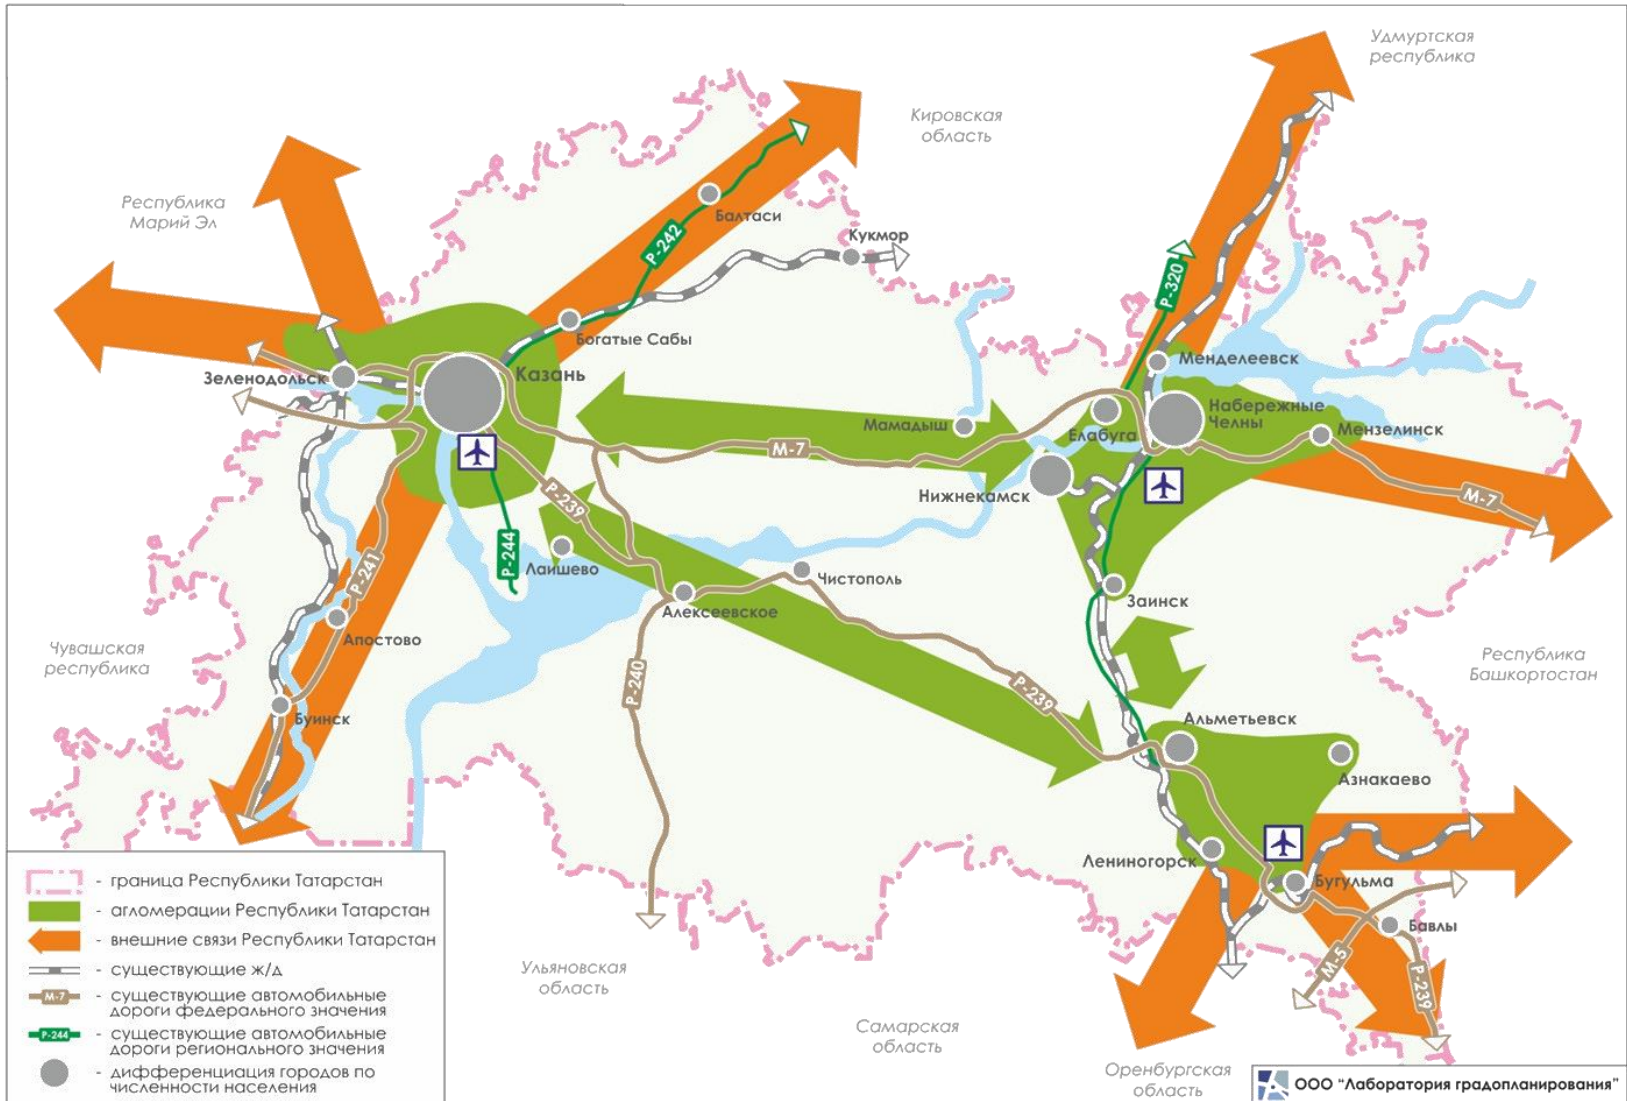 Удмуртская
республика
Кировская
область
Республика
Марий Эл
Балтаси
Р-242
Кукмор
Р-320
Богатые Сабы
Менделеевск
Зеленодольск
Казань
Набережные
Челны
Мамадыш
Елабуга
Мензелинск
М-7
Нижнекамск
М-7
Р-239
Р-244
Лаишево
Р-241
Чистополь
Алексеевское
Заинск
Апостово
Чувашская
республика
Республика
Башкортостан
Р-240
Р-239
Буинск
Альметьевск
Азнакаево
Лениногорск
Бугульма
Бавлы
М-5
Р-239
Ульяновская
область
Самарская
область
Оренбургская
область
- граница Республики Татарстан
- агломерации Республики Татарстан
- внешние связи Республики Татарстан
- существующие ж/д
М-7 - существующие автомобильные
дороги федерального значения
Р-244 - существующие автомобильные
дороги регионального значения
- дифференциация городов по
численности населения
ООО "Лаборатория градопланирования"